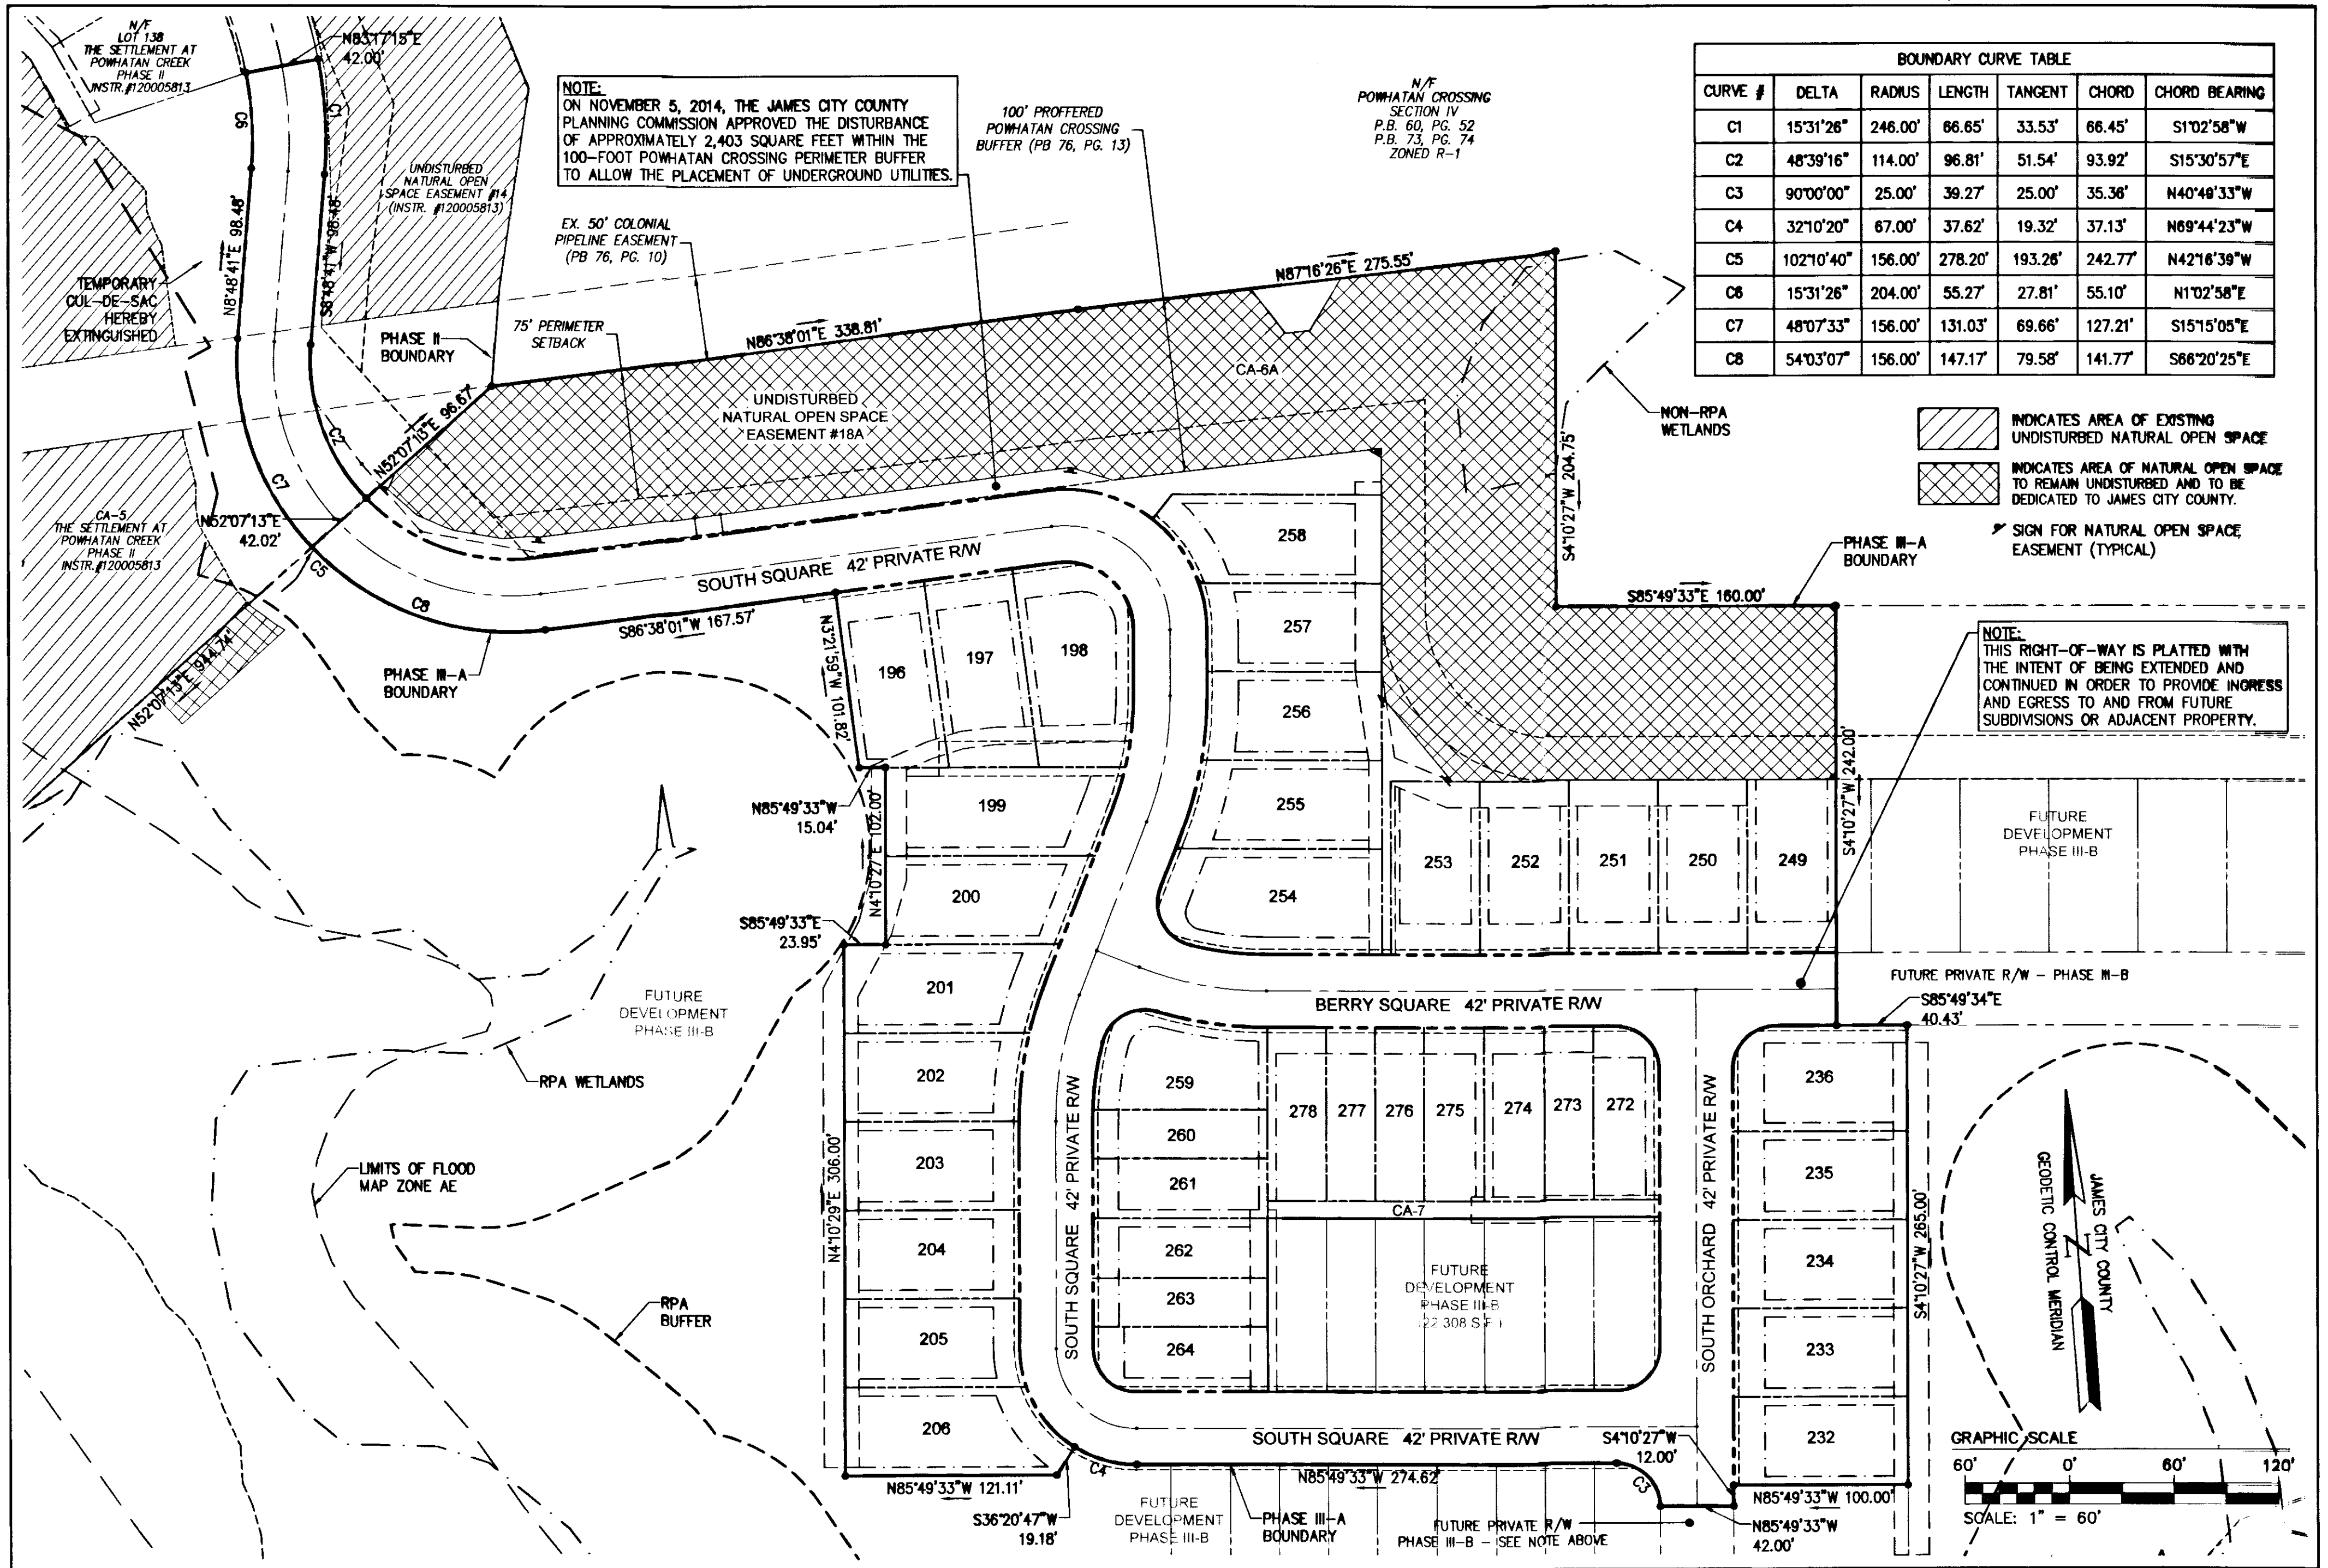 N/F
LOT 138
THE SETTLEMENT AT
POWHATAN CREEK
PHASE II
INSTR.#120005813
N83°17'15"E
42.00'
C6
C1
UNDISTURBED
NATURAL OPEN
SPACE EASEMENT #14
(INSTR. #120005813)
N8°48'41"E 98.48'
S8°48'41"W 98.48'
TEMPORARY
CUL-DE-SAC
HEREBY
EXTINGUISHED
NOTE:
ON NOVEMBER 5, 2014, THE JAMES CITY COUNTY
PLANNING COMMISSION APPROVED THE DISTURBANCE
OF APPROXIMATELY 2,403 SQUARE FEET WITHIN THE
100-FOOT POWHATAN CROSSING PERIMETER BUFFER
TO ALLOW THE PLACEMENT OF UNDERGROUND UTILITIES.
EX. 50' COLONIAL
PIPELINE EASEMENT
(PB 76, PG. 10)
100' PROFFERED
POWHATAN CROSSING
BUFFER (PB 76, PG. 13)
N/F
POWHATAN CROSSING
SECTION IV
P.B. 60, PG. 52
P.B. 73, PG. 74
ZONED R-1
BOUNDARY CURVE TABLE
CURVE # DELTA RADIUS LENGTH TANGENT CHORD CHORD BEARING
C1 15°31'26" 246.00' 66.65' 33.53' 66.45' S1°02'58"W
C2 48°39'16" 114.00' 96.81' 51.54' 93.92' S15°30'57"E
C3 90°00'00" 25.00' 39.27' 25.00' 35.36' N40°49'33"W
C4 32°10'20" 67.00' 37.62' 19.32' 37.13' N69°44'23"W
C5 102°10'40" 156.00' 278.20' 193.26' 242.77' N42°16'39"W
C6 15°31'26" 204.00' 55.27' 27.81' 55.10' N1°02'58"E
C7 48°07'33" 156.00' 131.03' 69.66' 127.21' S15°15'05"E
C8 54°03'07" 156.00' 147.17' 79.58' 141.77' S66°20'25"E
INDICATES AREA OF EXISTING
UNDISTURBED NATURAL OPEN SPACE
INDICATES AREA OF NATURAL OPEN SPACE
TO REMAIN UNDISTURBED AND TO BE
DEDICATED TO JAMES CITY COUNTY.
SIGN FOR NATURAL OPEN SPACE
EASEMENT (TYPICAL)
PHASE II
BOUNDARY
75' PERIMETER
SETBACK
N86°38'01"E 338.81'
N87°16'26"E 275.55'
CA-6A
UNDISTURBED
NATURAL OPEN SPACE
EASEMENT #18A
NON-RPA
WETLANDS
S4°10'27"W 204.75'
N52°07'13"E 96.67'
C2
C7
CA-5
THE SETTLEMENT AT
POWHATAN CREEK
PHASE II
INSTR.#120005813
N52°07'13"E
42.02'
C5
C8
N52°07'13"E 944.74'
PHASE III-A
BOUNDARY
SOUTH SQUARE 42' PRIVATE R/W
S86°38'01"W 167.57'
N3°21'59"W 101.82'
196
197
198
258
257
256
255
254
PHASE III-A
BOUNDARY
S85°49'33"E 160.00'
NOTE:
THIS RIGHT-OF-WAY IS PLATTED WITH
THE INTENT OF BEING EXTENDED AND
CONTINUED IN ORDER TO PROVIDE INGRESS
AND EGRESS TO AND FROM FUTURE
SUBDIVISIONS OR ADJACENT PROPERTY.
S4°10'27"W 242.00'
N85°49'33"W
15.04'
N4°10'27"E 102.00'
S85°49'33"E
23.95'
199
200
201
202
203
204
205
206
253
252
251
250
249
FUTURE
DEVELOPMENT
PHASE III-B
FUTURE PRIVATE R/W - PHASE III-B
S85°49'34"E
40.43'
FUTURE
DEVELOPMENT
PHASE III-B
RPA WETLANDS
LIMITS OF FLOOD
MAP ZONE AE
RPA
BUFFER
N4°10'29"E 306.00'
BERRY SQUARE 42' PRIVATE R/W
SOUTH SQUARE 42' PRIVATE R/W
259
260
261
262
263
264
278
277
276
275
274
273
272
CA-7
FUTURE
DEVELOPMENT
PHASE III-B
(22,308 S.F.)
SOUTH ORCHARD 42' PRIVATE R/W
236
235
234
233
232
S4°10'27"W 265.00'
JAMES CITY COUNTY
GEODETIC CONTROL MERIDIAN
N
SOUTH SQUARE 42' PRIVATE R/W
S4°10'27"W
12.00'
C4
N85°49'33"W 274.62'
C3
N85°49'33"W 121.11'
S36°20'47"W
19.18'
FUTURE
DEVELOPMENT
PHASE III-B
PHASE III-A
BOUNDARY
FUTURE PRIVATE R/W
PHASE III-B - SEE NOTE ABOVE
N85°49'33"W 100.00'
N85°49'33"W
42.00'
GRAPHIC SCALE
60' 0' 60' 120'
SCALE: 1" = 60'